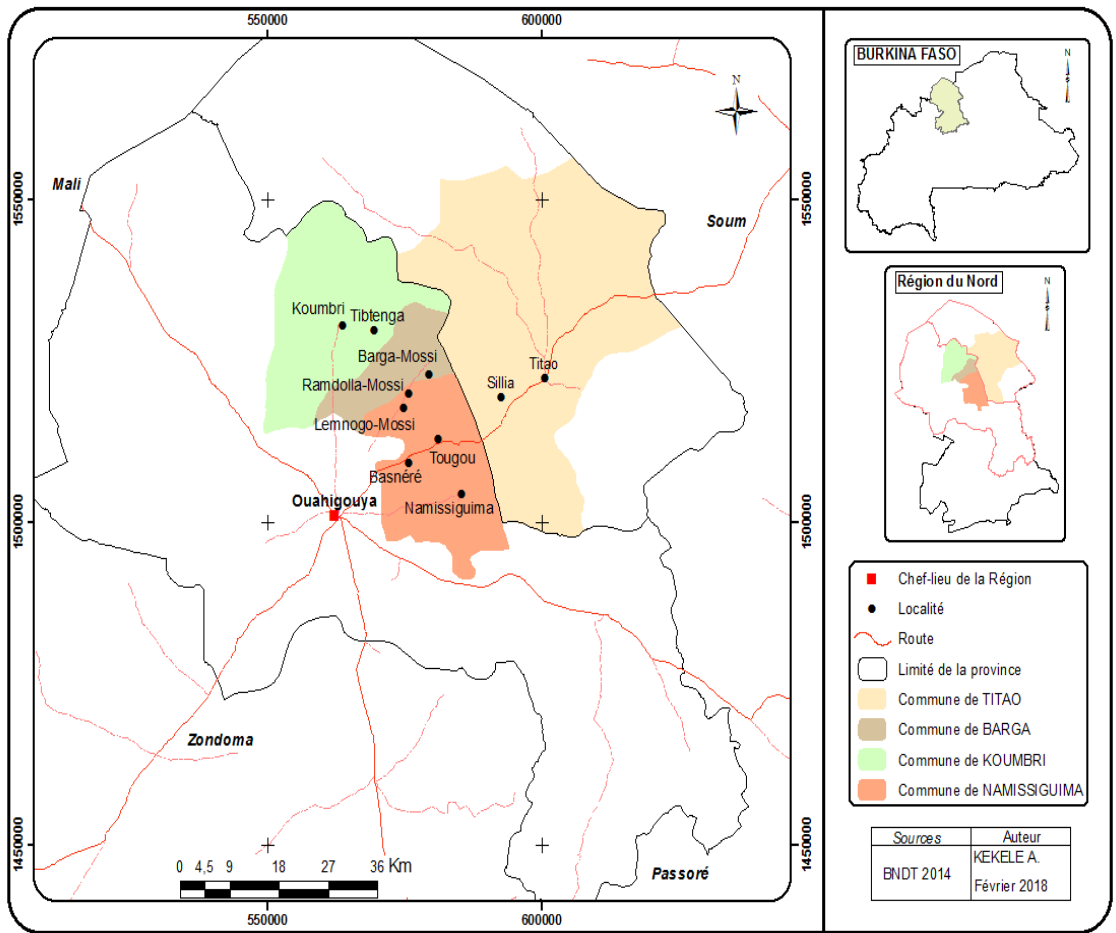 550000
600000
BURKINA FASO
N
N
Mali
1550000
1550000
Soum
Région du Nord
N
Koumbri
Tibtenga
Barga-Mossi
Titao
Ramdolla-Mossi
Sillia
Lemnogo-Mossi
Tougou
Basnéré
Ouahigouya
Namissiguima
1500000
1500000
Chef-lieu de la Région
Localité
Route
Limité de la province
Commune de TITAO
Commune de BARGA
Commune de KOUMBRI
Commune de NAMISSIGUIMA
Zondoma
1450000
1450000
Passoré
0 4,5 9 18 27 36 Km
Sources Auteur
BNDT 2014 KEKELE A.
Février 2018
550000
600000